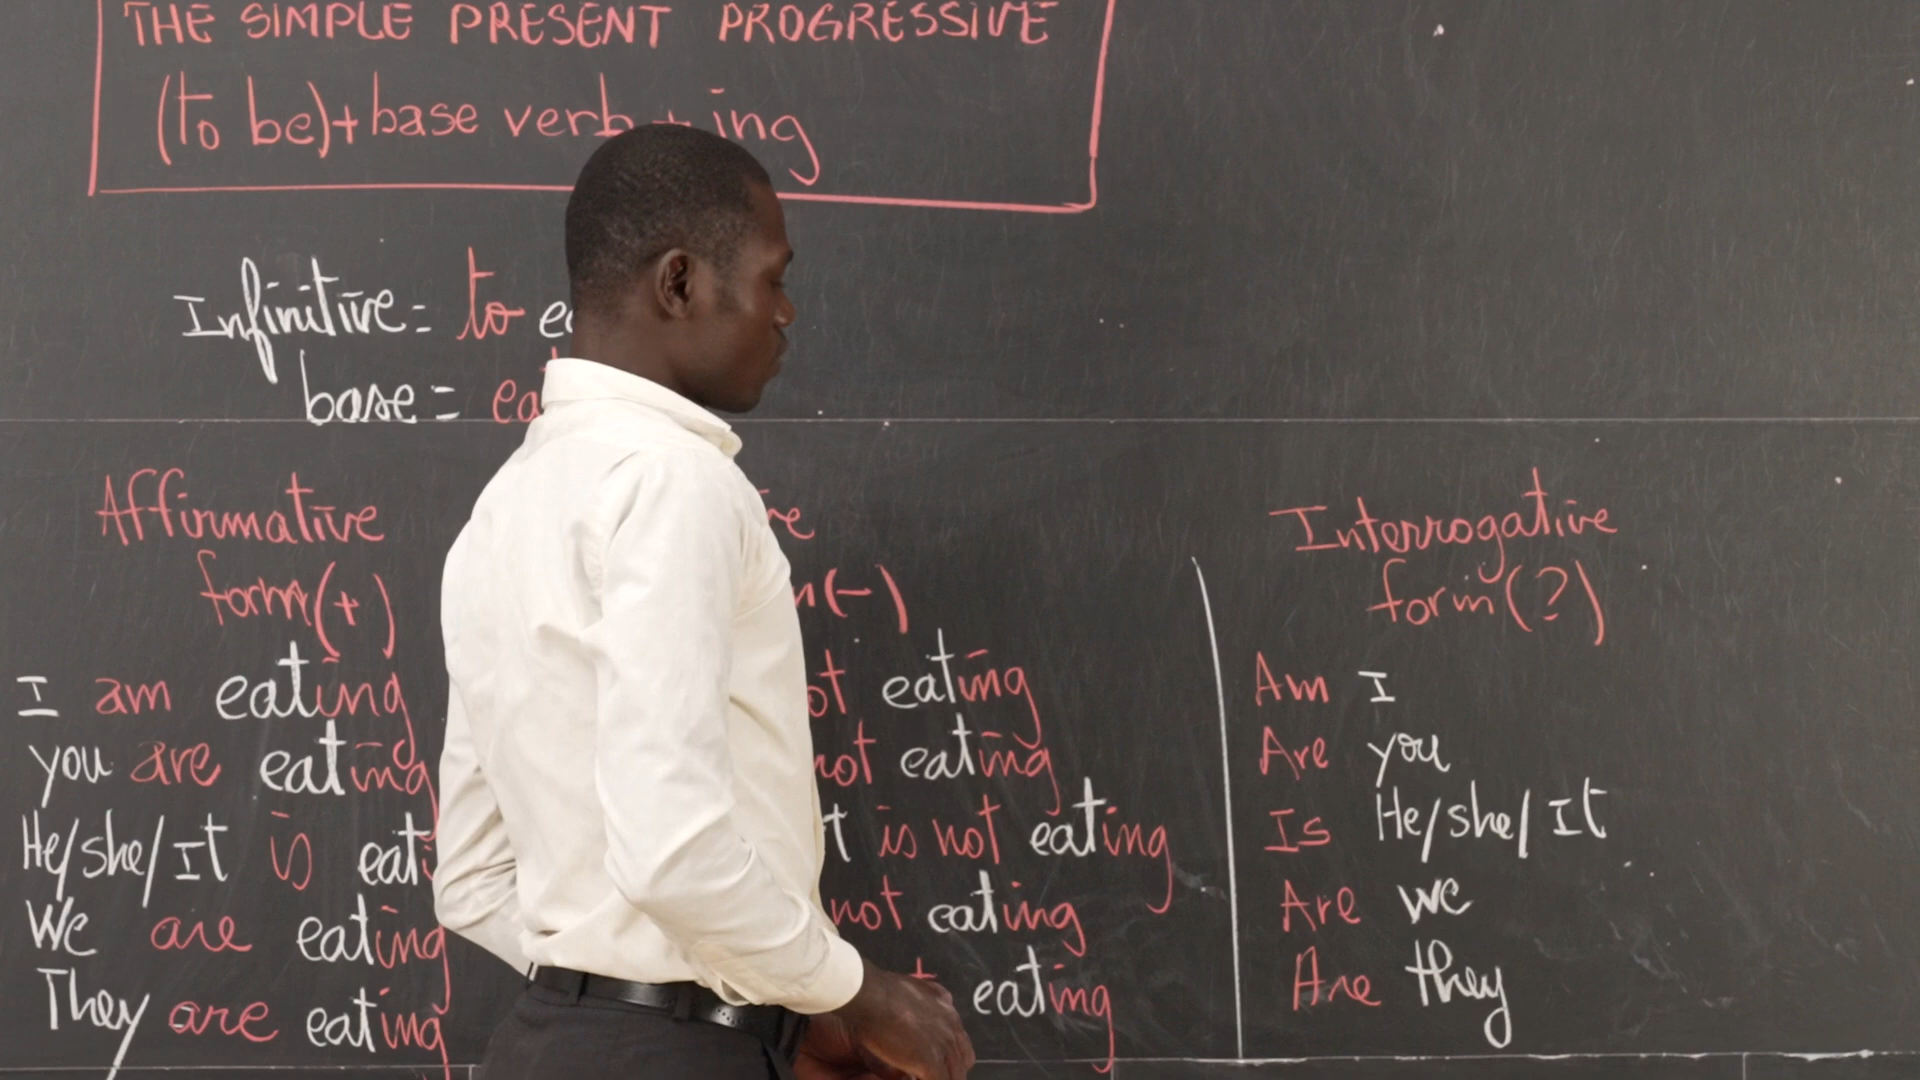 THE SIMPLE PRESENT PROGRESSIVE
(to be)+base verb + ing
Infinitive= to
base =
Affirmative
form(+)
I am eating
you are eating
He/she/It is
We are eating
They are eating
(-)
eating
not eating
is not eating
not eating
eating
Interrogative
form(?)
Am I
Are you
Is He/she/It
Are we
Are they